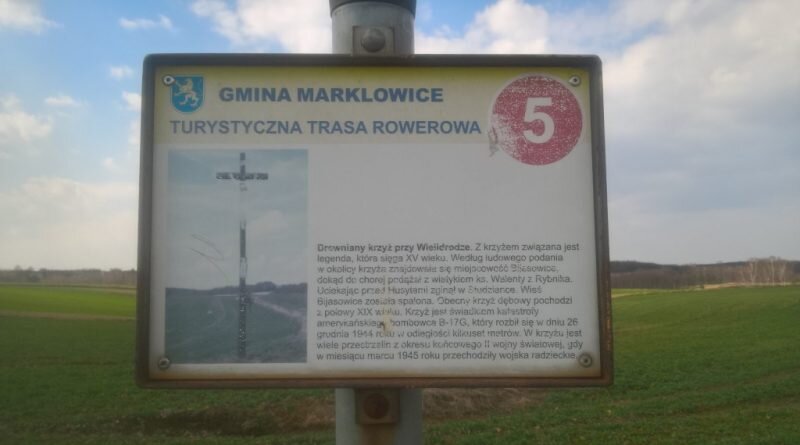 GMINA MARKLOWICE
TURYSTYCZNA TRASA ROWEROWA
5
Drewniany krzyż przy Wielidrodze. Z krzyżem związana jest
legenda, która sięga XV wieku. Według ludowego podania
w okolicy krzyża znajdowała się miejscowość Bijasowice,
dokąd do chorej podążał z wiatykiem ks. Walenty z Rybnika.
Uciekając przed Husytami zginął w Studziance. Wieś
Bijasowice została spalona. Obecny krzyż dębowy pochodzi
z połowy XIX wieku. Krzyż jest świadkiem katastrofy
amerykańskiego bombowca B-17G, który rozbił się w dniu 26
grudnia 1944 roku w odległości kilkuset metrów. W krzyżu jest
wiele przestrzelin z okresu końcowego II wojny światowej, gdy
w miesiącu marcu 1945 roku przechodziły wojska radzieckie.